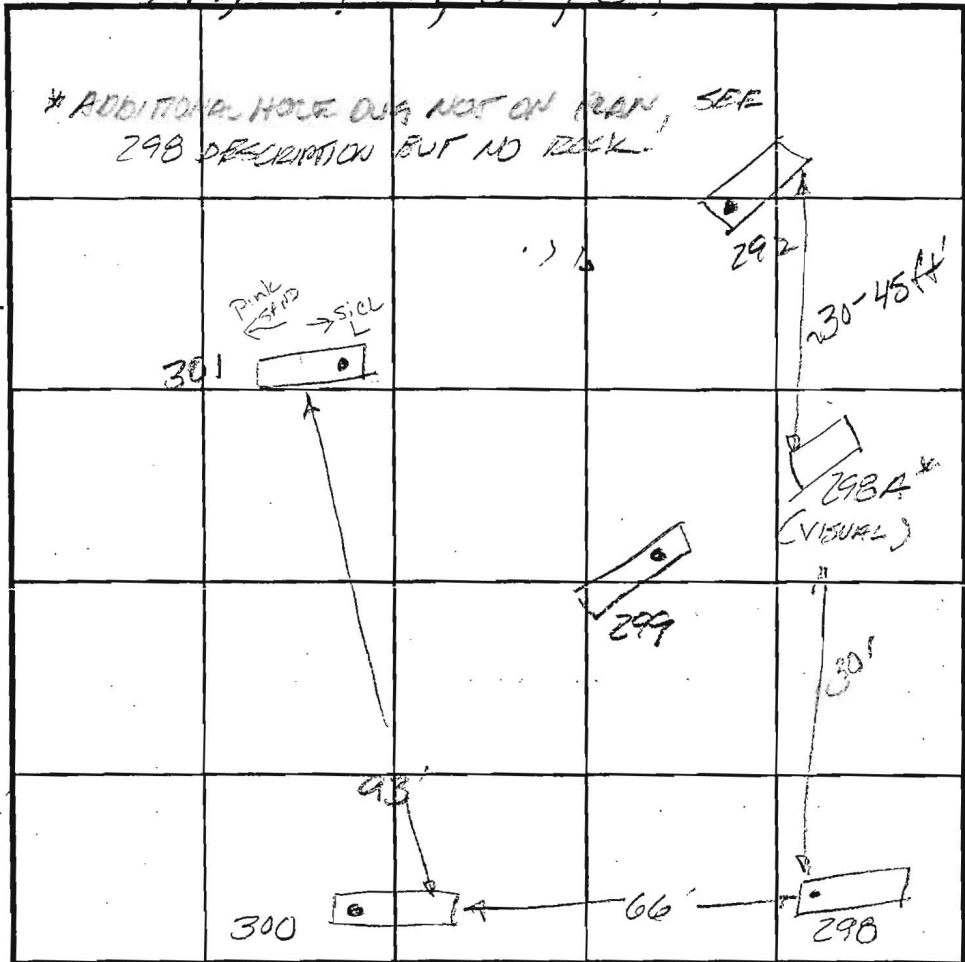 * ADDITIONAL HOLE DUG NOT ON PLAN, SEE
298 DESCRIPTION BUT NO ROCK.
292
~30-45ft
Pink
SAND
SiCL
301
298A*
(VISUAL)
299
30'
93'
300
66'
298